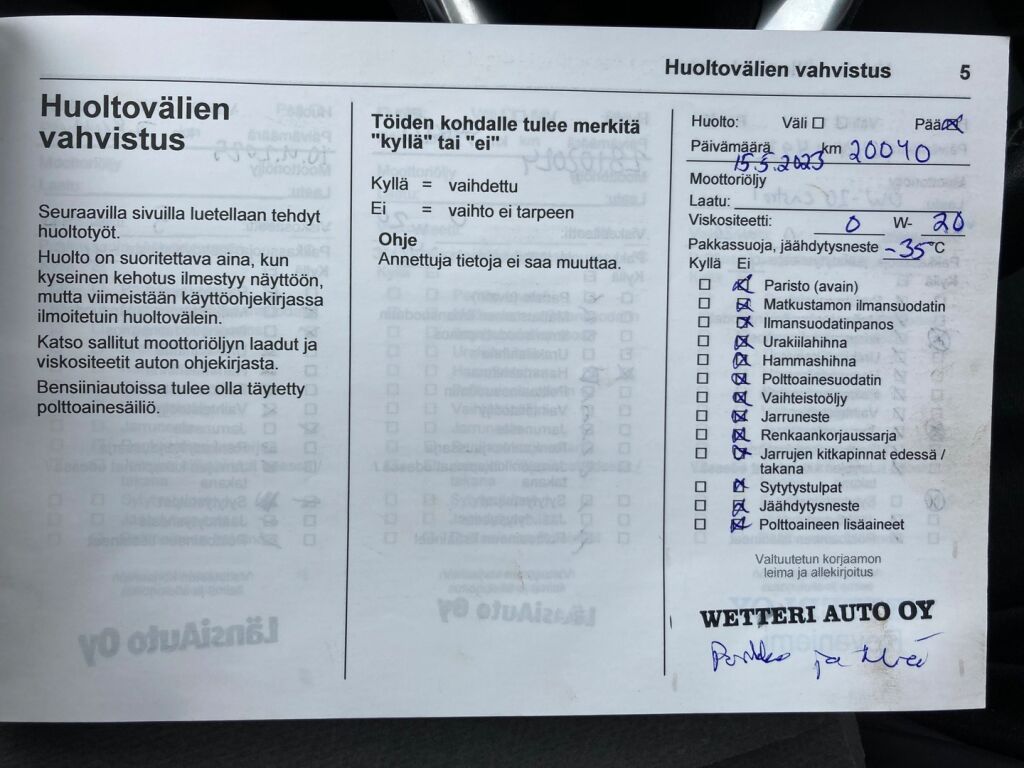 Huoltovälien vahvistus 5
Huoltovälien
vahvistus
Seuraavilla sivuilla luetellaan tehdyt
huoltotyöt.
Huolto on suoritettava aina, kun
kyseinen kehotus ilmestyy näyttöön,
mutta viimeistään käyttöohjekirjassa
ilmoitetuin huoltovälein.
Katso sallitut moottoriöljyn laadut ja
viskositeetit auton ohjekirjasta.
Bensiiniautoissa tulee olla täytetty
polttoainesäiliö.
Töiden kohdalle tulee merkitä
"kyllä" tai "ei"
Kyllä = vaihdettu
Ei = vaihto ei tarpeen
Ohje
Annettuja tietoja ei saa muuttaa.
Huolto: Väli Pää
Päivämäärä 15.5.2023 km 20040
Moottoriöljy
Laatu:
Viskositeetti: 0 W- 20
Pakkassuoja, jäähdytysneste -35 °C
Kyllä Ei
Paristo (avain)
Matkustamon ilmansuodatin
Ilmansuodatinpanos
Urakiilahihna
Hammashihna
Polttoainesuodatin
Vaihteistoöljy
Jarruneste
Renkaankorjaussarja
Jarrujen kitkapinnat edessä /
takana
Sytytystulpat
Jäähdytysneste
Polttoaineen lisäaineet
Valtuutetun korjaamon
leima ja allekirjoitus
WETTERI AUTO OY